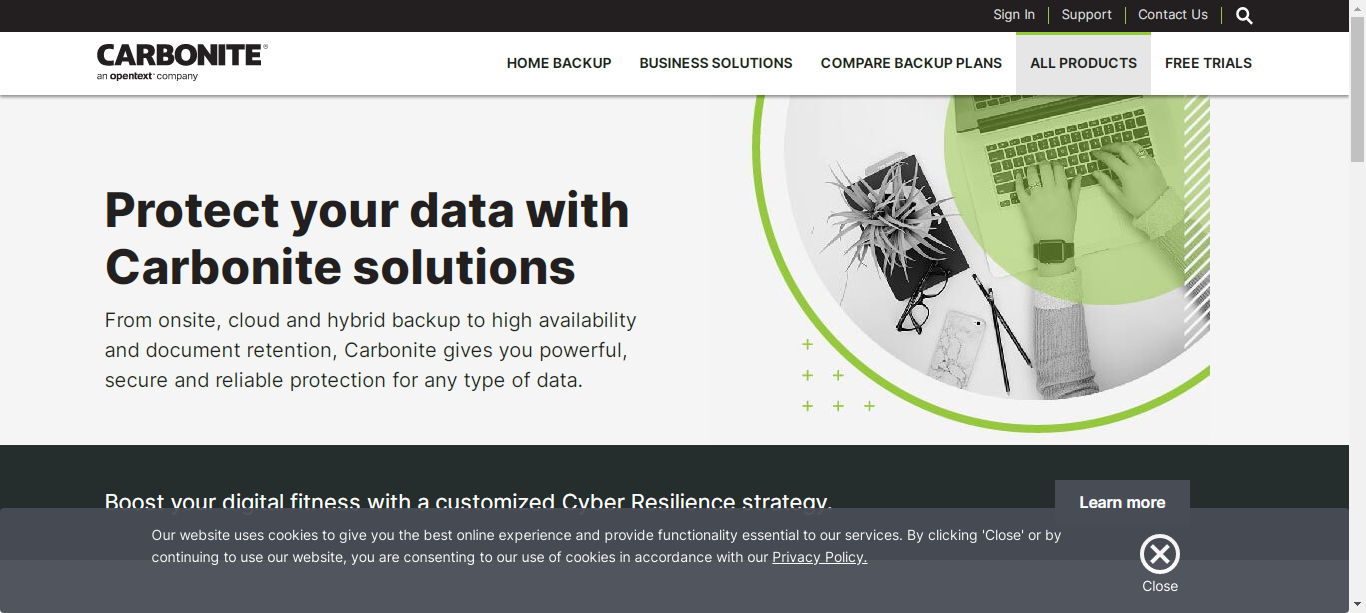 Sign In
Support
Contact Us
CARBONITE®
an opentext™ company
HOME BACKUP
BUSINESS SOLUTIONS
COMPARE BACKUP PLANS
ALL PRODUCTS
FREE TRIALS
Protect your data with
Carbonite solutions
From onsite, cloud and hybrid backup to high availability
and document retention, Carbonite gives you powerful,
secure and reliable protection for any type of data.
Boost your digital fitness with a customized Cyber Resilience strategy.
Learn more
Our website uses cookies to give you the best online experience and provide functionality essential to our services. By clicking 'Close' or by
continuing to use our website, you are consenting to our use of cookies in accordance with our Privacy Policy.
Close